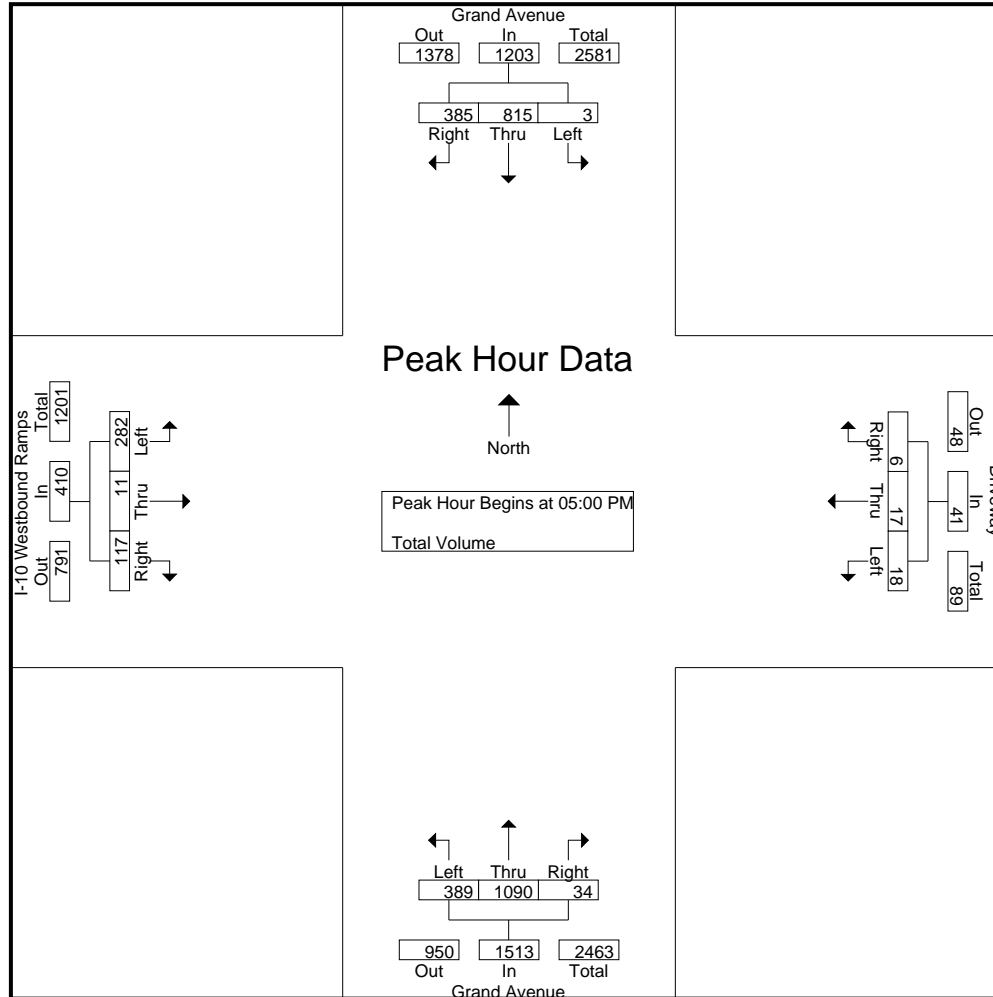 Grand Avenue
Out In Total
1378 1203 2581
385 815 3
Right Thru Left
Peak Hour Data
North
Peak Hour Begins at 05:00 PM
Total Volume
I-10 Westbound Ramps
Total In Out
1201 410 791
282 11 117
Left Thru Right
Right Thru Left
6 17 18
Out In Total
48 41 89
Left Thru Right
389 1090 34
950 1513 2463
Out In Total
Grand Avenue